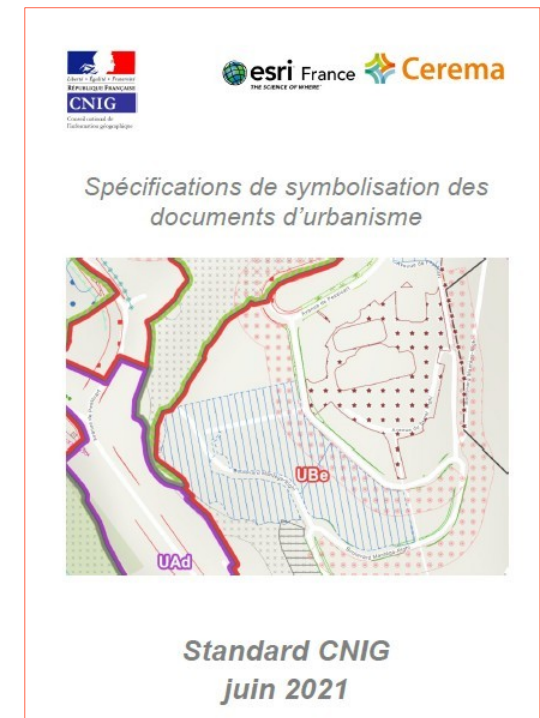 Liberté • Égalité • Fraternité
RÉPUBLIQUE FRANÇAISE
CNIG
Conseil national de
l'information géographique
esri France
THE SCIENCE OF WHERE
Cerema
Spécifications de symbolisation des
documents d'urbanisme
UBe
UAd
Standard CNIG
juin 2021